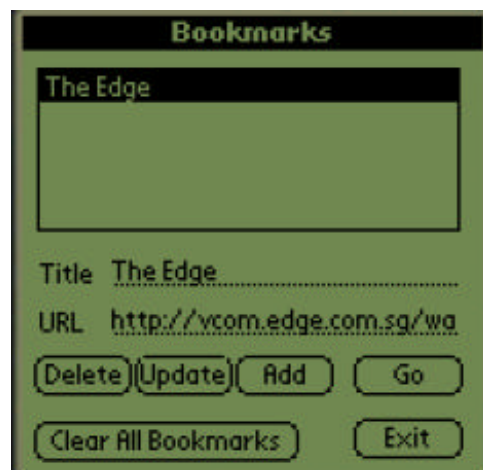 Bookmarks
The Edge
Title The Edge
URL http://vcom.edge.com.sg/wa
Delete Update Add Go
Clear All Bookmarks Exit